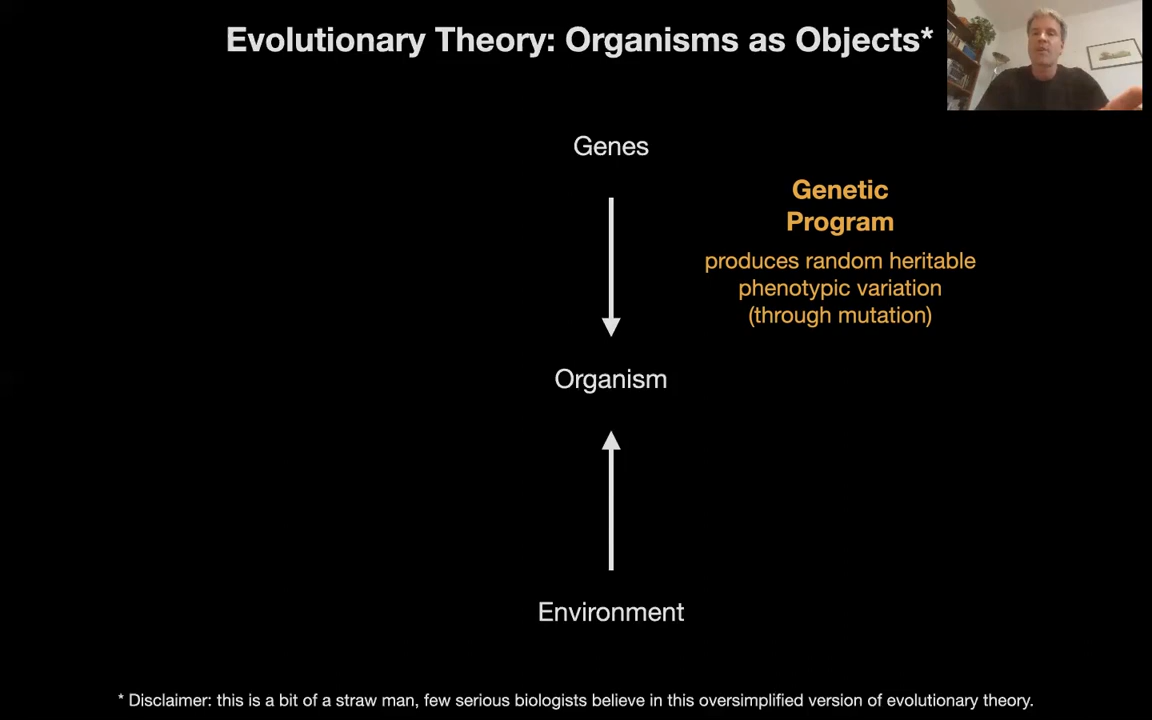 Evolutionary Theory: Organisms as Objects*
Genes
Genetic
Program
produces random heritable
phenotypic variation
(through mutation)
Organism
Environment
* Disclaimer: this is a bit of a straw man, few serious biologists believe in this oversimplified version of evolutionary theory.